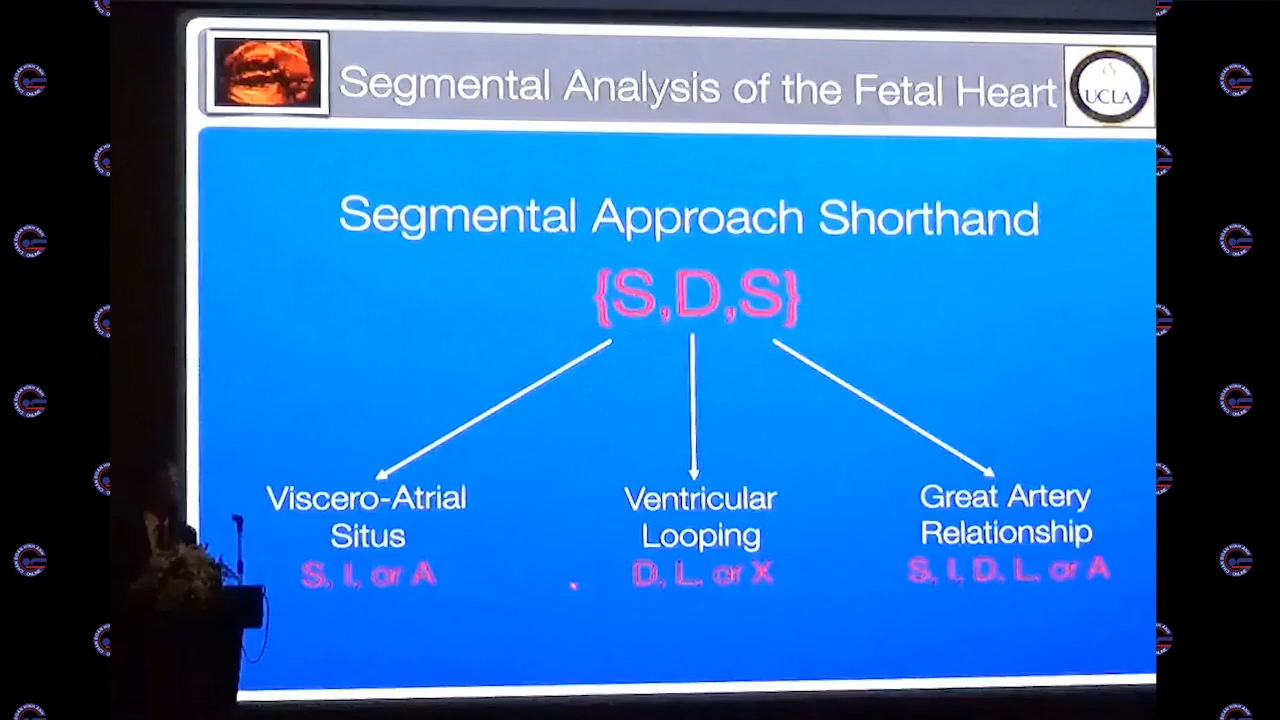 Segmental Analysis of the Fetal Heart
UCLA
Segmental Approach Shorthand
{S,D,S}
Viscero-Atrial
Situs
S, I, or A
Ventricular
Looping
D, L, or X
Great Artery
Relationship
S, I, D. L, or A